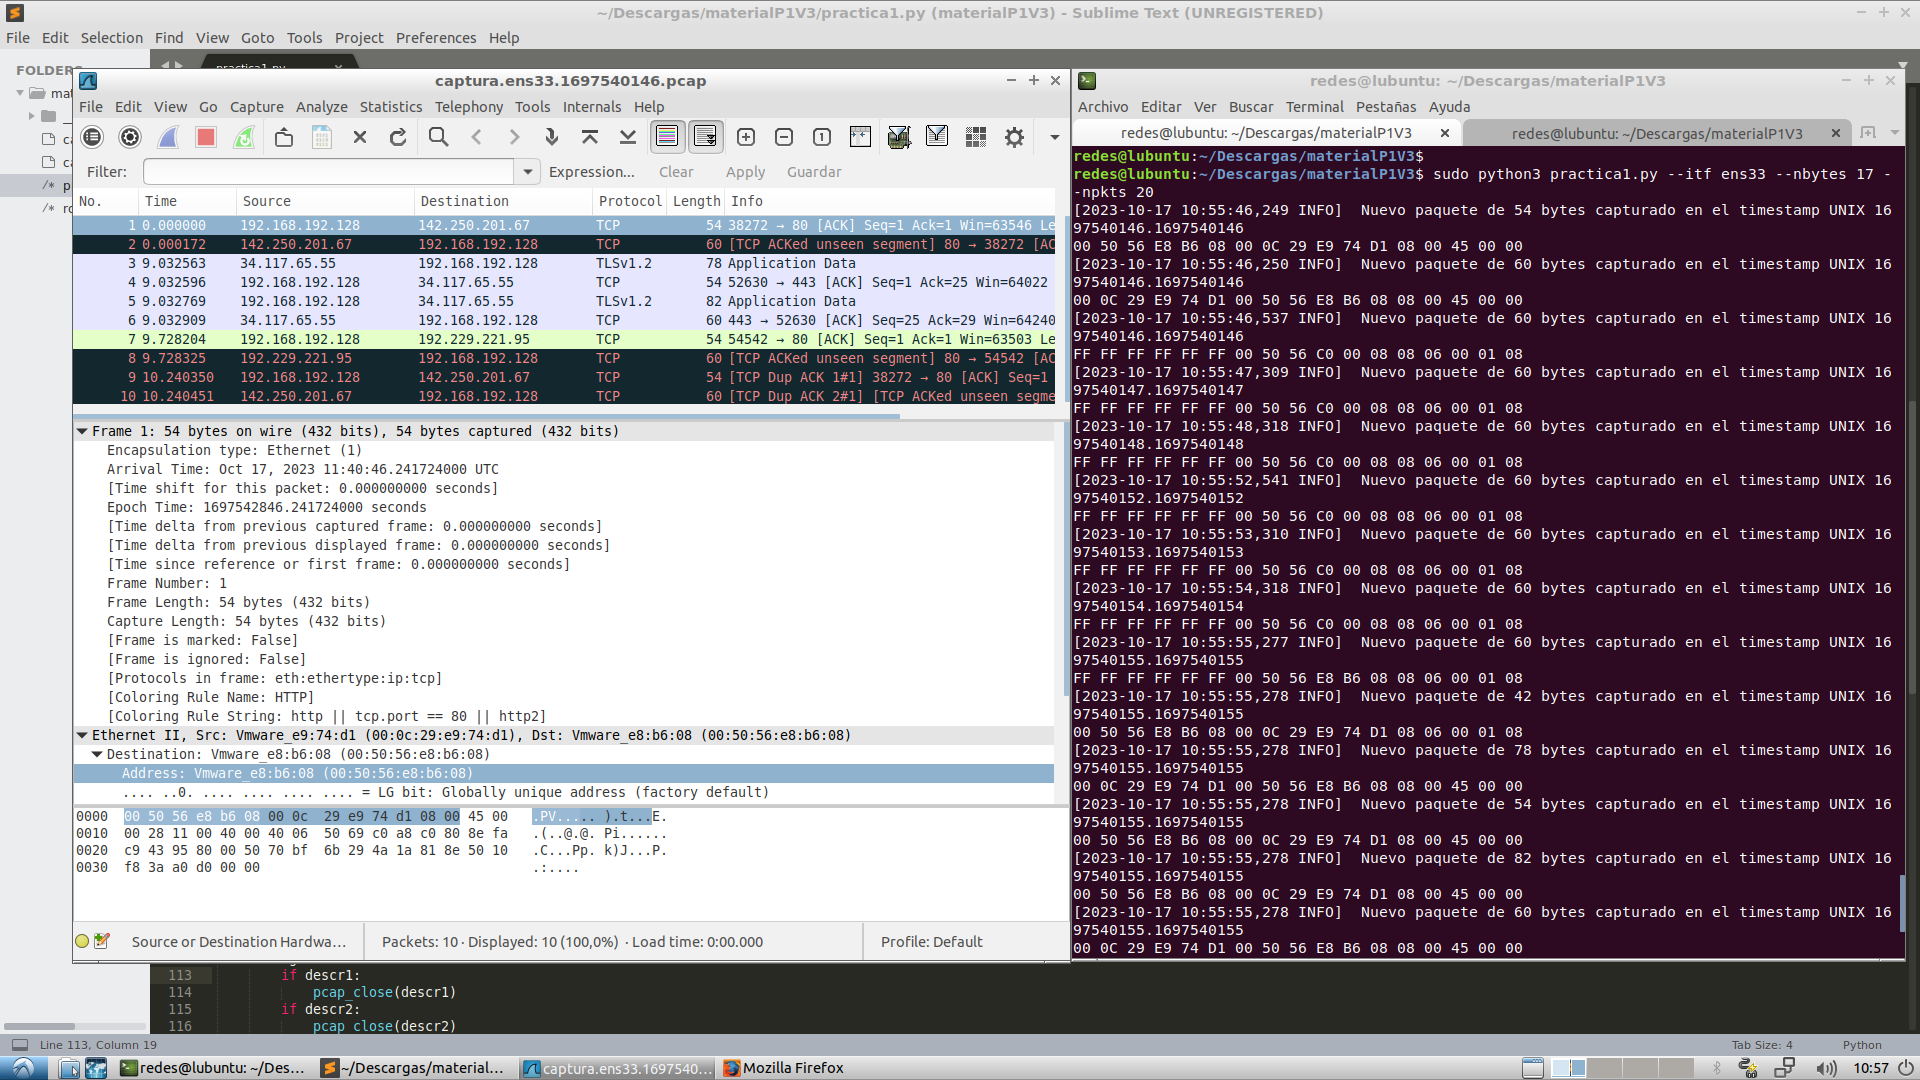 ~/Descargas/materialP1V3/practica1.py (materialP1V3) - Sublime Text (UNREGISTERED)
File Edit Selection Find View Goto Tools Project Preferences Help
FOLDERS
captura.ens33.1697540146.pcap
File Edit View Go Capture Analyze Statistics Telephony Tools Internals Help
Filter: Expression... Clear Apply Guardar
No. Time Source Destination Protocol Length Info
1 0.000000 192.168.192.128 142.250.201.67 TCP 54 38272 → 80 [ACK] Seq=1 Ack=1 Win=63546 Le
2 0.000172 142.250.201.67 192.168.192.128 TCP 60 [TCP ACKed unseen segment] 80 → 38272 [AC
3 9.032563 34.117.65.55 192.168.192.128 TLSv1.2 78 Application Data
4 9.032596 192.168.192.128 34.117.65.55 TCP 54 52630 → 443 [ACK] Seq=1 Ack=25 Win=64022
5 9.032769 192.168.192.128 34.117.65.55 TLSv1.2 82 Application Data
6 9.032909 34.117.65.55 192.168.192.128 TCP 60 443 → 52630 [ACK] Seq=25 Ack=29 Win=64240
7 9.728204 192.168.192.128 192.229.221.95 TCP 54 54542 → 80 [ACK] Seq=1 Ack=1 Win=63503 Le
8 9.728325 192.229.221.95 192.168.192.128 TCP 60 [TCP ACKed unseen segment] 80 → 54542 [AC
9 10.240350 192.168.192.128 142.250.201.67 TCP 54 [TCP Dup ACK 1#1] 38272 → 80 [ACK] Seq=1
10 10.240451 142.250.201.67 192.168.192.128 TCP 60 [TCP Dup ACK 2#1] [TCP ACKed unseen segme
Frame 1: 54 bytes on wire (432 bits), 54 bytes captured (432 bits)
Encapsulation type: Ethernet (1)
Arrival Time: Oct 17, 2023 11:40:46.241724000 UTC
[Time shift for this packet: 0.000000000 seconds]
Epoch Time: 1697542846.241724000 seconds
[Time delta from previous captured frame: 0.000000000 seconds]
[Time delta from previous displayed frame: 0.000000000 seconds]
[Time since reference or first frame: 0.000000000 seconds]
Frame Number: 1
Frame Length: 54 bytes (432 bits)
Capture Length: 54 bytes (432 bits)
[Frame is marked: False]
[Frame is ignored: False]
[Protocols in frame: eth:ethertype:ip:tcp]
[Coloring Rule Name: HTTP]
[Coloring Rule String: http || tcp.port == 80 || http2]
Ethernet II, Src: Vmware_e9:74:d1 (00:0c:29:e9:74:d1), Dst: Vmware_e8:b6:08 (00:50:56:e8:b6:08)
Destination: Vmware_e8:b6:08 (00:50:56:e8:b6:08)
Address: Vmware_e8:b6:08 (00:50:56:e8:b6:08)
.... ..0. .... .... .... .... = LG bit: Globally unique address (factory default)
0000 00 50 56 e8 b6 08 00 0c 29 e9 74 d1 08 00 45 00 .PV..... ).t...E.
0010 00 28 11 00 40 00 40 06 50 69 c0 a8 c0 80 8e fa .(..@.@. Pi......
0020 c9 43 95 80 00 50 70 bf 6b 29 4a 1a 81 8e 50 10 .C...Pp. k)J...P.
0030 f8 3a a0 d0 00 00 .:....
Source or Destination Hardwa... Packets: 10 · Displayed: 10 (100,0%) · Load time: 0:00.000 Profile: Default
redes@lubuntu: ~/Descargas/materialP1V3
Archivo Editar Ver Buscar Terminal Pestañas Ayuda
redes@lubuntu: ~/Descargas/materialP1V3 redes@lubuntu: ~/Descargas/materialP1V3
redes@lubuntu:~/Descargas/materialP1V3$
redes@lubuntu:~/Descargas/materialP1V3$ sudo python3 practica1.py --itf ens33 --nbytes 17 -
-npkts 20
[2023-10-17 10:55:46,249 INFO] Nuevo paquete de 54 bytes capturado en el timestamp UNIX 16
97540146.1697540146
00 50 56 E8 B6 08 00 0C 29 E9 74 D1 08 00 45 00 00
[2023-10-17 10:55:46,250 INFO] Nuevo paquete de 60 bytes capturado en el timestamp UNIX 16
97540146.1697540146
00 0C 29 E9 74 D1 00 50 56 E8 B6 08 08 00 45 00 00
[2023-10-17 10:55:46,537 INFO] Nuevo paquete de 60 bytes capturado en el timestamp UNIX 16
97540146.1697540146
FF FF FF FF FF FF 00 50 56 C0 00 08 08 06 00 01 08
[2023-10-17 10:55:47,309 INFO] Nuevo paquete de 60 bytes capturado en el timestamp UNIX 16
97540147.1697540147
FF FF FF FF FF FF 00 50 56 C0 00 08 08 06 00 01 08
[2023-10-17 10:55:48,318 INFO] Nuevo paquete de 60 bytes capturado en el timestamp UNIX 16
97540148.1697540148
FF FF FF FF FF FF 00 50 56 C0 00 08 08 06 00 01 08
[2023-10-17 10:55:52,541 INFO] Nuevo paquete de 60 bytes capturado en el timestamp UNIX 16
97540152.1697540152
FF FF FF FF FF FF 00 50 56 C0 00 08 08 06 00 01 08
[2023-10-17 10:55:53,310 INFO] Nuevo paquete de 60 bytes capturado en el timestamp UNIX 16
97540153.1697540153
FF FF FF FF FF FF 00 50 56 C0 00 08 08 06 00 01 08
[2023-10-17 10:55:54,318 INFO] Nuevo paquete de 60 bytes capturado en el timestamp UNIX 16
97540154.1697540154
FF FF FF FF FF FF 00 50 56 C0 00 08 08 06 00 01 08
[2023-10-17 10:55:55,277 INFO] Nuevo paquete de 60 bytes capturado en el timestamp UNIX 16
97540155.1697540155
FF FF FF FF FF FF 00 50 56 E8 B6 08 08 06 00 01 08
[2023-10-17 10:55:55,278 INFO] Nuevo paquete de 42 bytes capturado en el timestamp UNIX 16
97540155.1697540155
00 50 56 E8 B6 08 00 0C 29 E9 74 D1 08 06 00 01 08
[2023-10-17 10:55:55,278 INFO] Nuevo paquete de 78 bytes capturado en el timestamp UNIX 16
97540155.1697540155
00 0C 29 E9 74 D1 00 50 56 E8 B6 08 08 00 45 00 00
[2023-10-17 10:55:55,278 INFO] Nuevo paquete de 54 bytes capturado en el timestamp UNIX 16
97540155.1697540155
00 50 56 E8 B6 08 00 0C 29 E9 74 D1 08 00 45 00 00
[2023-10-17 10:55:55,278 INFO] Nuevo paquete de 82 bytes capturado en el timestamp UNIX 16
97540155.1697540155
00 50 56 E8 B6 08 00 0C 29 E9 74 D1 08 00 45 00 00
[2023-10-17 10:55:55,278 INFO] Nuevo paquete de 60 bytes capturado en el timestamp UNIX 16
97540155.1697540155
00 0C 29 E9 74 D1 00 50 56 E8 B6 08 08 00 45 00 00
113 if descr1:
114 pcap_close(descr1)
115 if descr2:
116 pcap_close(descr2)
Line 113, Column 19 Tab Size: 4 Python
redes@lubuntu: ~/Des... ~/Descargas/material... captura.ens33.1697540... Mozilla Firefox 10:57